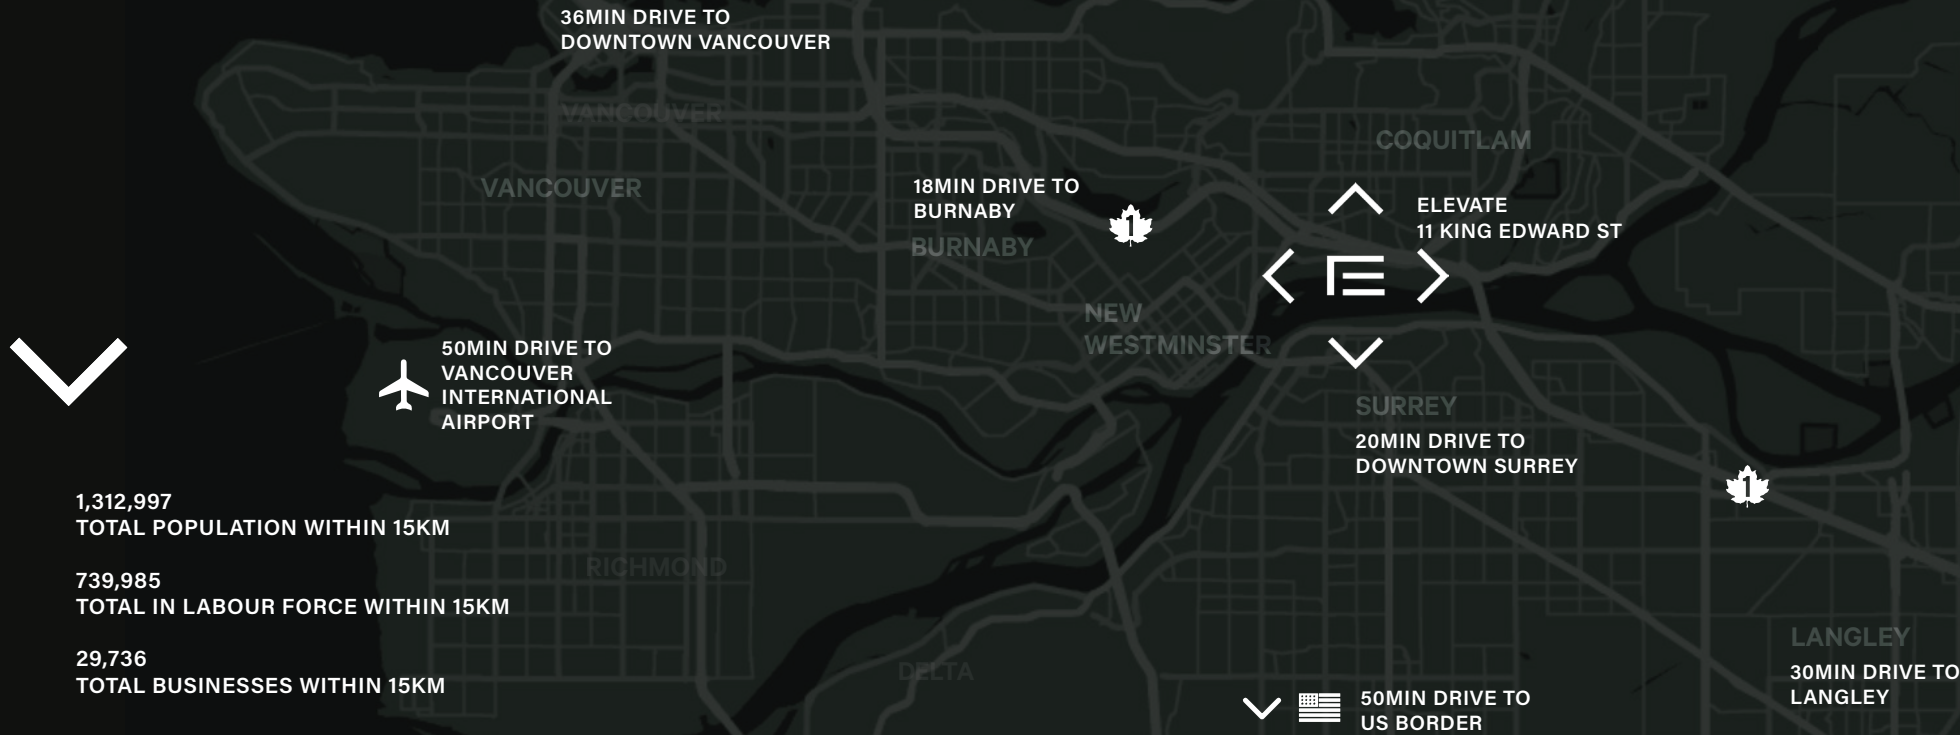 36MIN DRIVE TO
DOWNTOWN VANCOUVER
VANCOUVER
VANCOUVER
COQUITLAM
18MIN DRIVE TO
BURNABY
BURNABY
1
ELEVATE
11 KING EDWARD ST
NEW
WESTMINSTER
50MIN DRIVE TO
VANCOUVER
INTERNATIONAL
AIRPORT
SURREY
20MIN DRIVE TO
DOWNTOWN SURREY
1
1,312,997
TOTAL POPULATION WITHIN 15KM
739,985
TOTAL IN LABOUR FORCE WITHIN 15KM
29,736
TOTAL BUSINESSES WITHIN 15KM
RICHMOND
DELTA
LANGLEY
30MIN DRIVE TO
LANGLEY
50MIN DRIVE TO
US BORDER